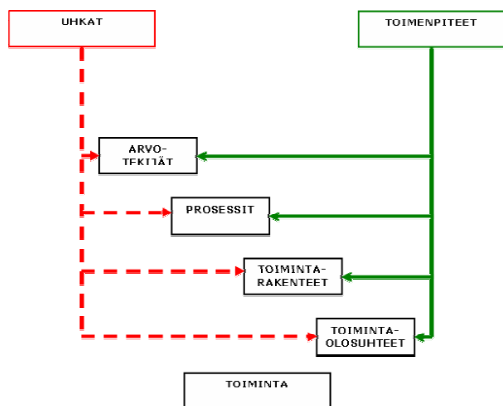 UHKAT
TOIMENPITEET
ARVO-
TEKIJÄT
PROSESSIT
TOIMINTA-
RAKENTEET
TOIMINTA-
OLOSUHTEET
TOIMINTA